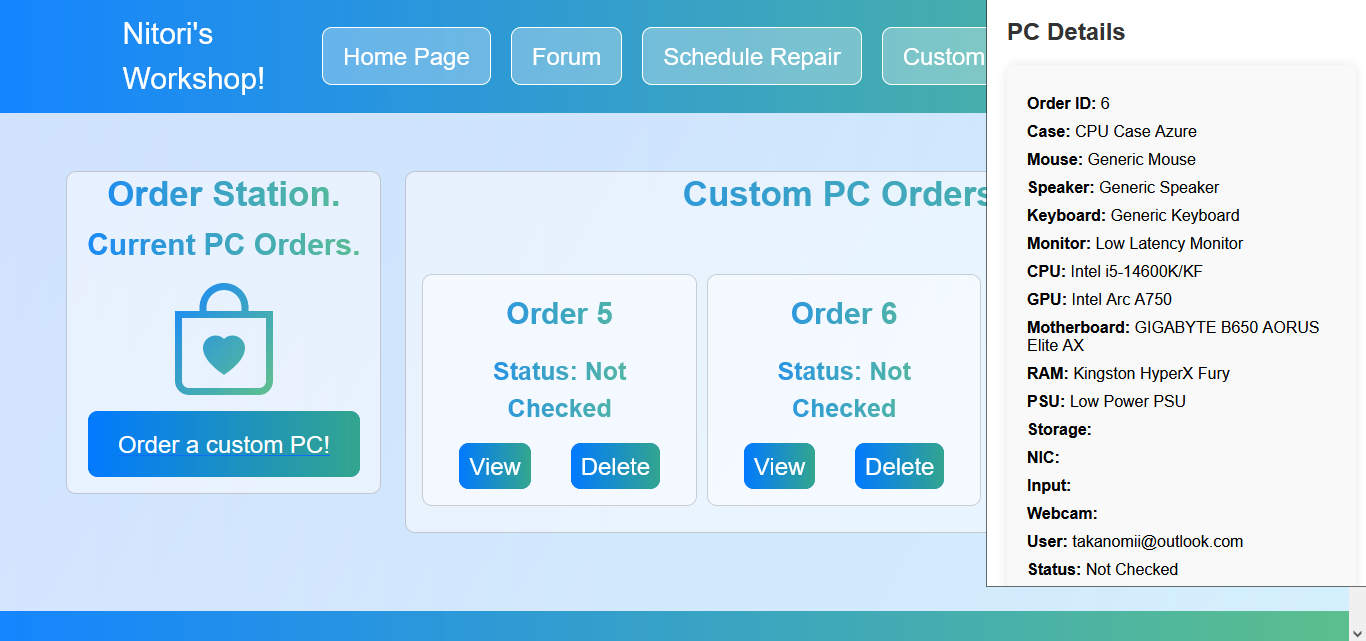 Nitori's
Workshop!
Home Page
Forum
Schedule Repair
Custom
Order Station.
Current PC Orders.
Order a custom PC!
Custom PC Orders
Order 5
Status: Not
Checked
View
Delete
Order 6
Status: Not
Checked
View
Delete
PC Details
Order ID: 6
Case: CPU Case Azure
Mouse: Generic Mouse
Speaker: Generic Speaker
Keyboard: Generic Keyboard
Monitor: Low Latency Monitor
CPU: Intel i5-14600K/KF
GPU: Intel Arc A750
Motherboard: GIGABYTE B650 AORUS
Elite AX
RAM: Kingston HyperX Fury
PSU: Low Power PSU
Storage:
NIC:
Input:
Webcam:
User: takanomii@outlook.com
Status: Not Checked